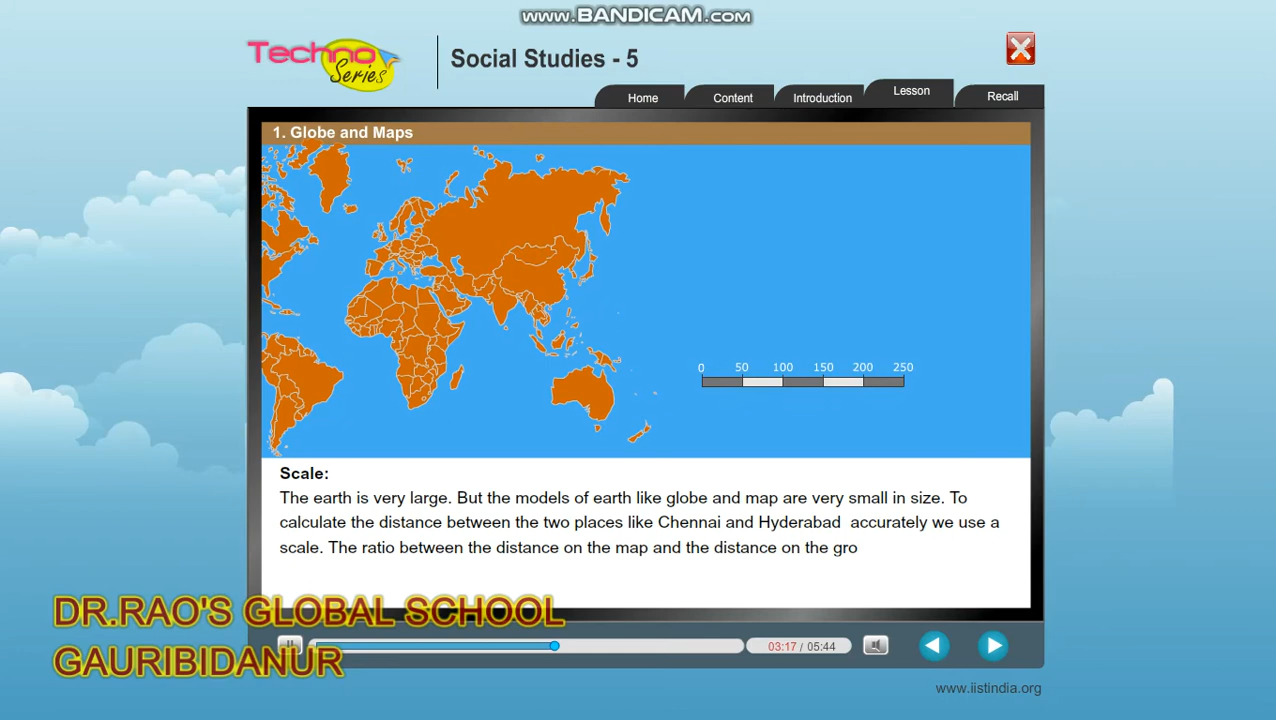 www.BANDICAM.com
Techno
Series
Social Studies - 5
Home
Content
Introduction
Lesson
Recall
1. Globe and Maps
0 50 100 150 200 250
Scale:
The earth is very large. But the models of earth like globe and map are very small in size. To
calculate the distance between the two places like Chennai and Hyderabad accurately we use a
scale. The ratio between the distance on the map and the distance on the gro
DR.RAO'S GLOBAL SCHOOL
GAURIBIDANUR
03:17 / 05:44
www.iistindia.org